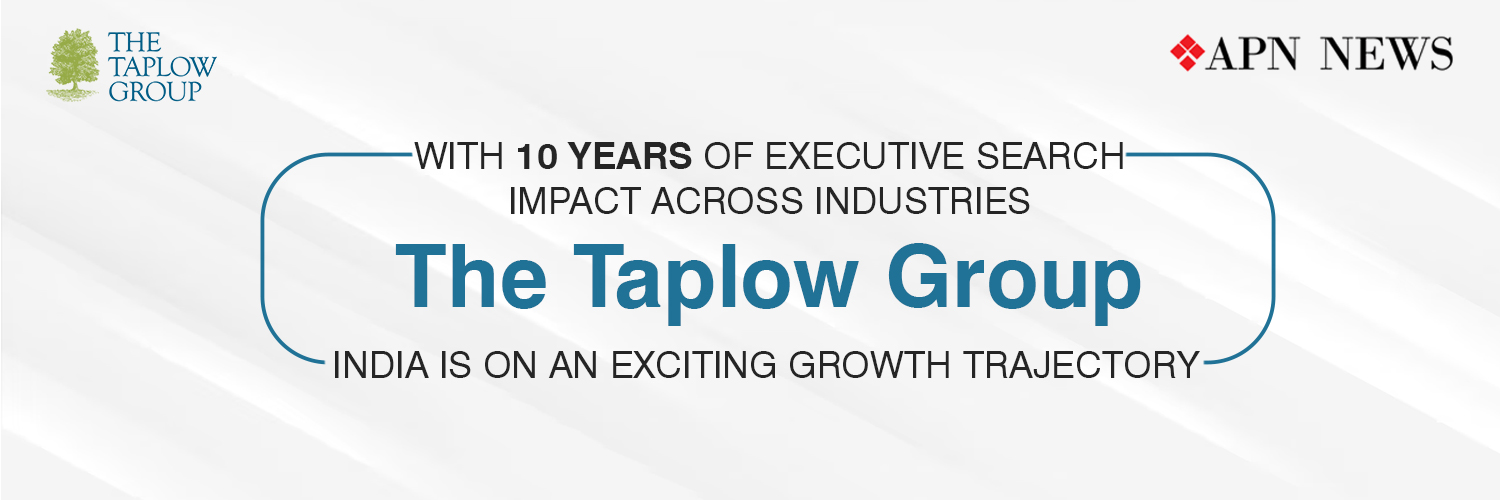 THE
TAPLOW
GROUP
APN NEWS
WITH 10 YEARS OF EXECUTIVE SEARCH
IMPACT ACROSS INDUSTRIES
The Taplow Group
INDIA IS ON AN EXCITING GROWTH TRAJECTORY